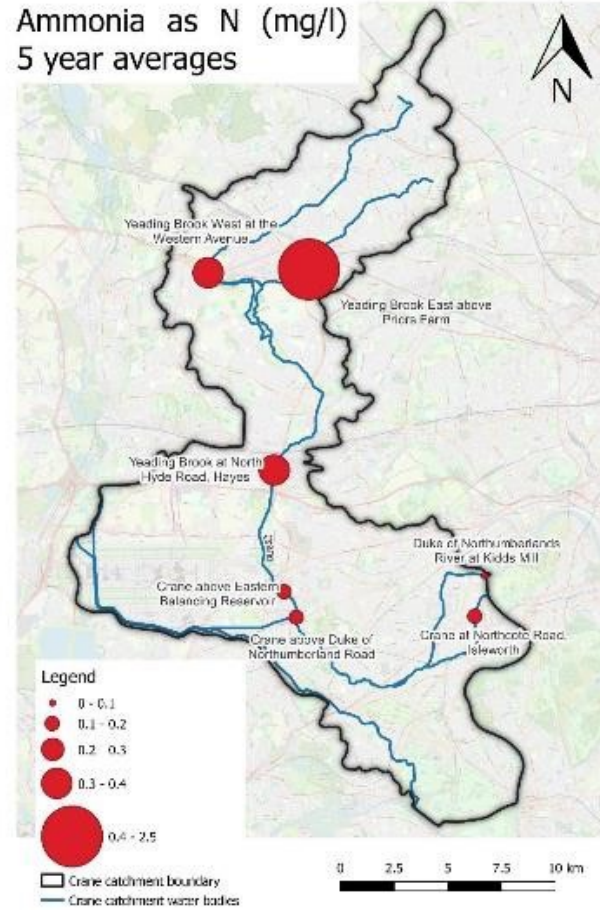 Ammonia as N (mg/l)
5 year averages
N
Yeading Brook West at the
Western Avenue
Yeading Brook East above
Priors Farm
Yeading Brook at North
Hyde Road, Hayes
Crane
Duke of Northumberlands
River at Kidds Mill
Crane above Eastern
Balancing Reservoir
Crane above Duke of
Northumberland Road
Crane at Northcote Road,
Isleworth
Legend
0 - 0.1
0.1 - 0.2
0.2 - 0.3
0.3 - 0.4
0.4 - 2.5
Crane catchment boundary
Crane catchment water bodies
0 2.5 5 7.5 10 km